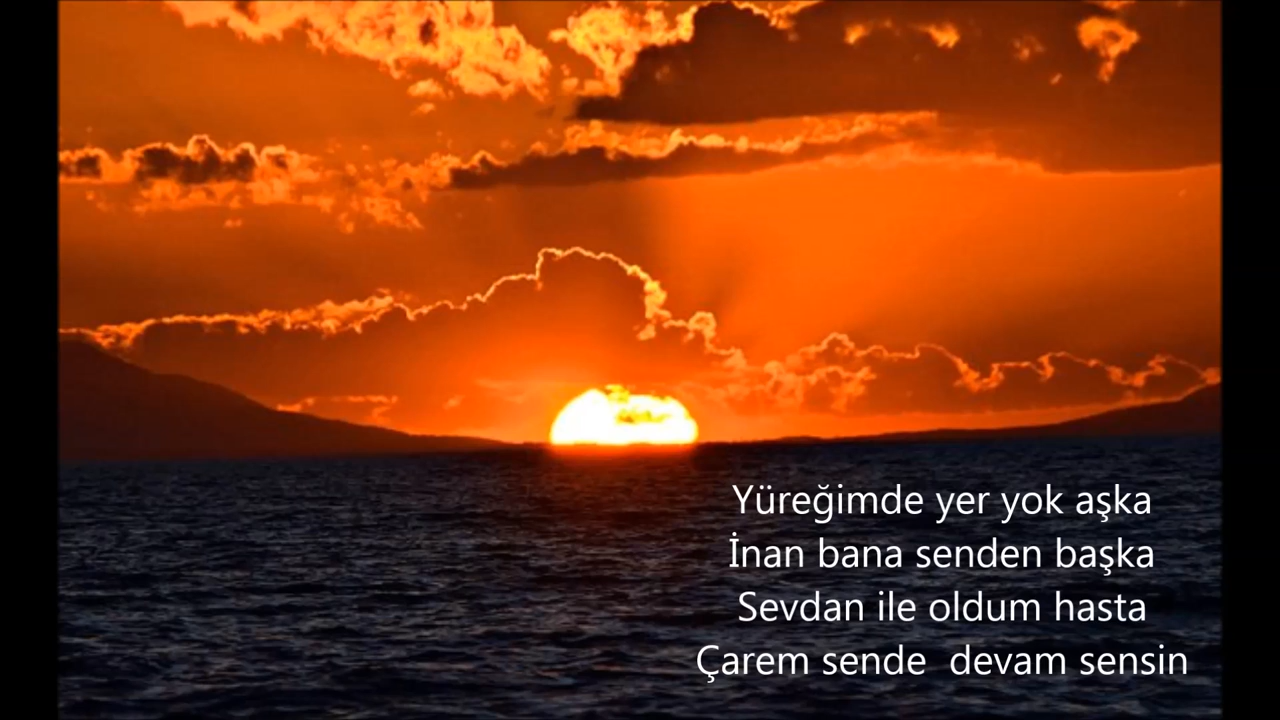 Yüreğimde yer yok aşka
İnan bana senden başka
Sevdan ile oldum hasta
Çarem sende  devam sensin